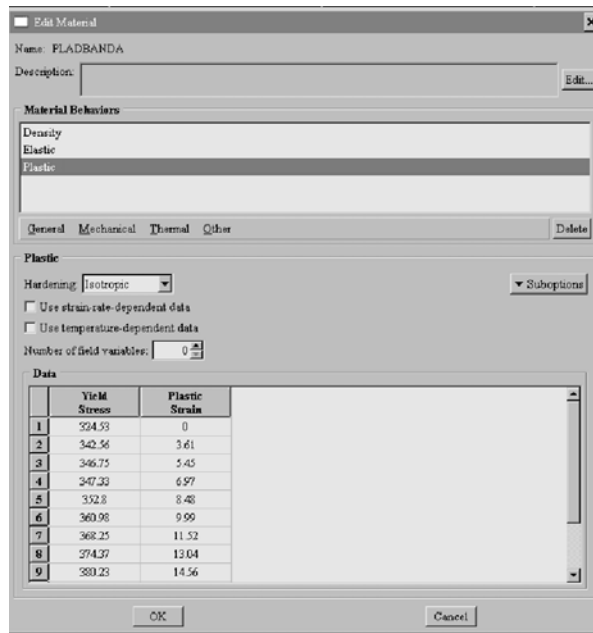 Edit Material
Name: PLADBANDA
Description:
Edit...
Material Behaviors
Density
Elastic
Plastic
General Mechanical Thermal Other Delete
Plastic
Hardening: Isotropic ▼ Suboptions
Use strain-rate-dependent data
Use temperature-dependent data
Number of field variables: 0
Data
Yield Stress Plastic Strain
1 324.53 0
2 342.56 3.61
3 346.75 5.45
4 347.33 6.97
5 352.8 8.48
6 360.98 9.99
7 368.25 11.52
8 374.37 13.04
9 380.23 14.56
OK Cancel